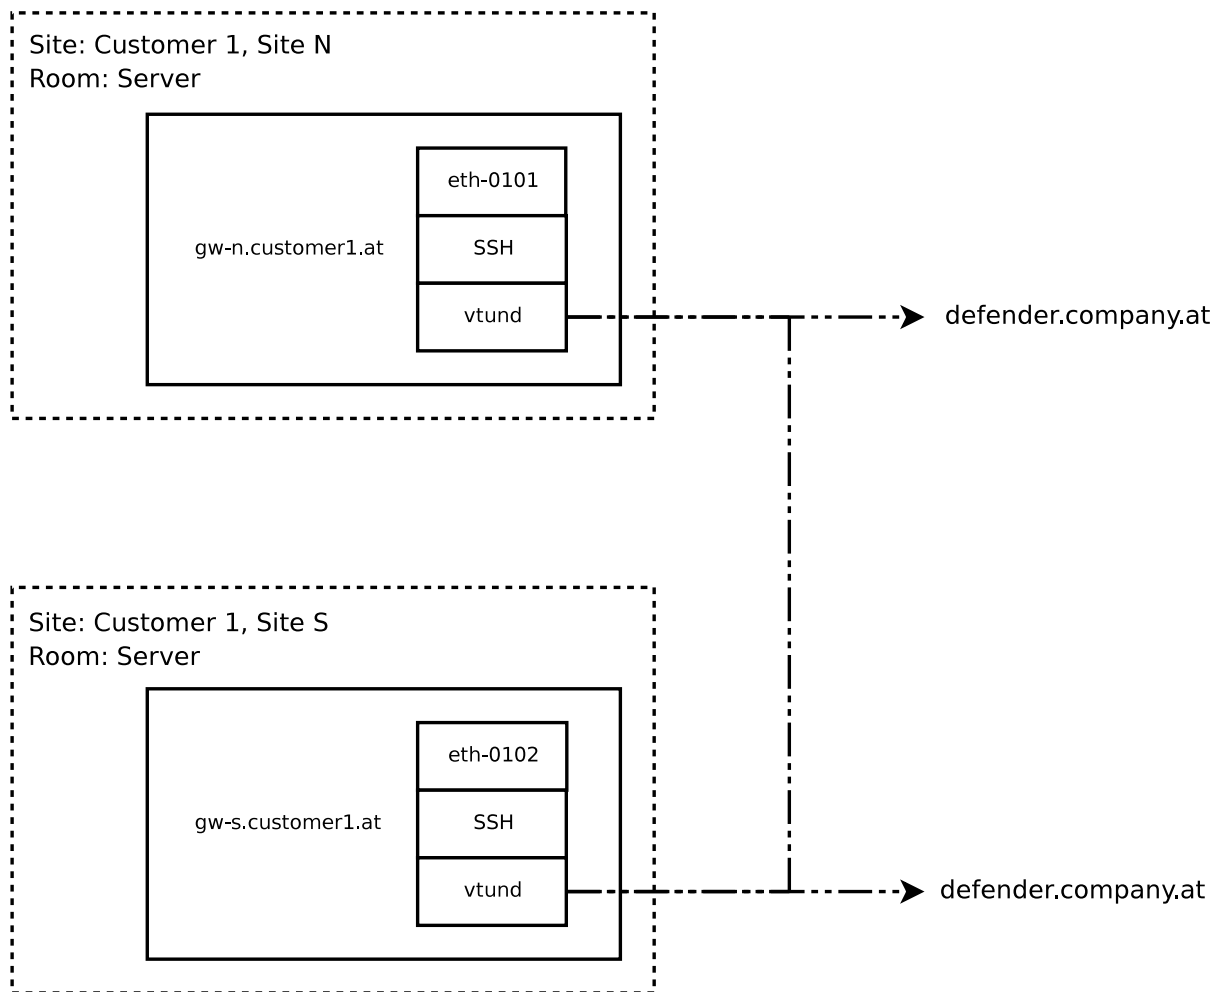 Site: Customer 1, Site N
Room: Server
eth-0101
gw-n.customer1.at
SSH
vtund
defender.company.at
Site: Customer 1, Site S
Room: Server
eth-0102
gw-s.customer1.at
SSH
vtund
defender.company.at